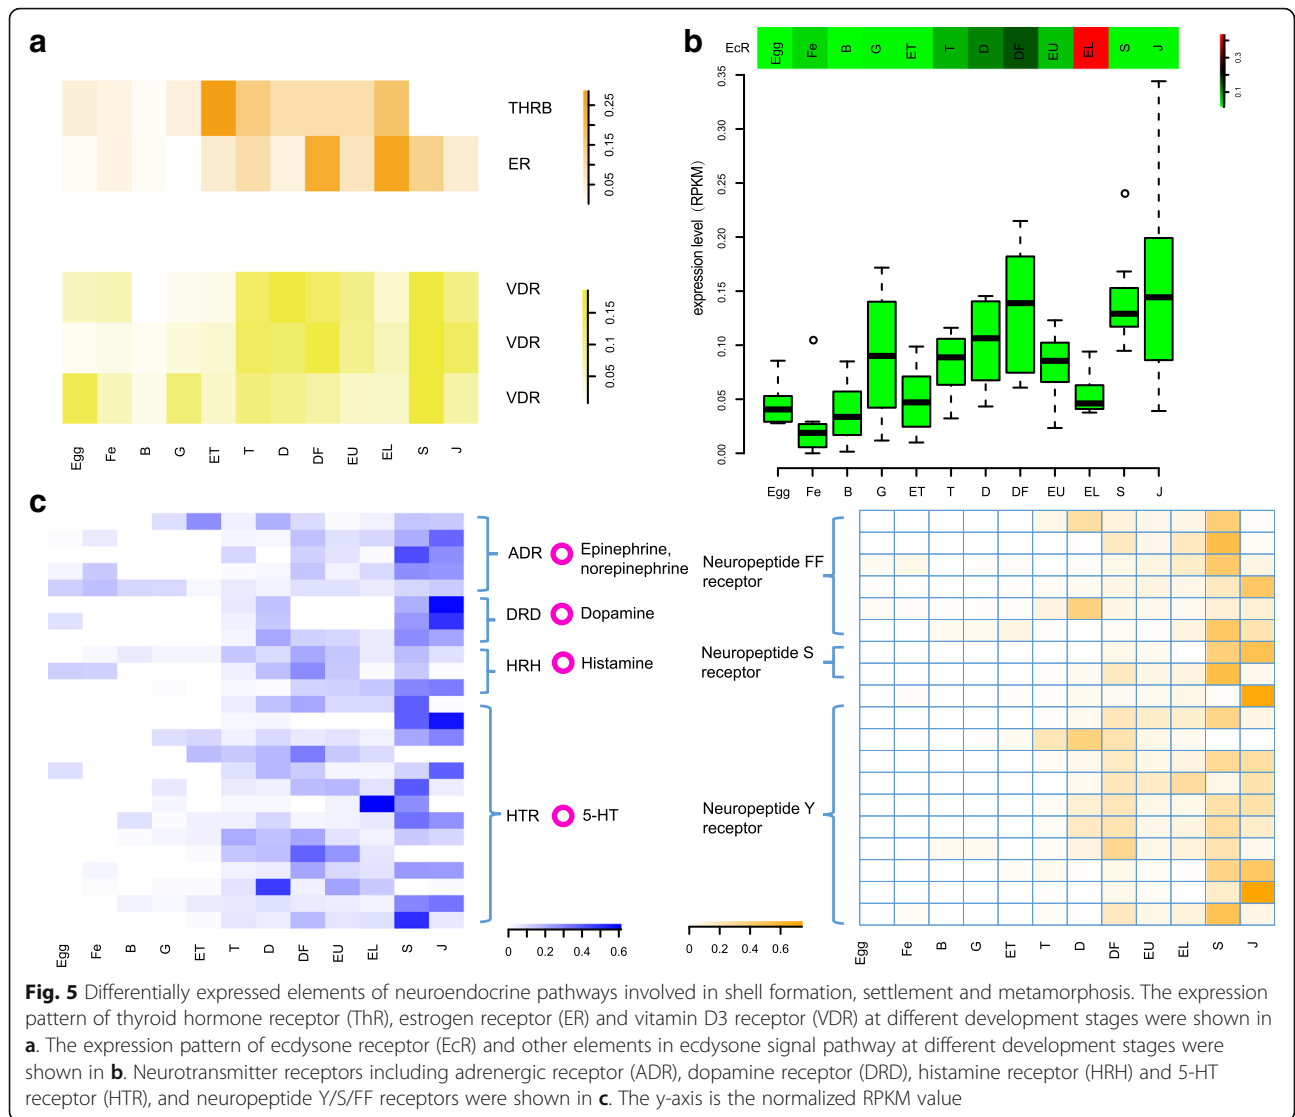 a
THRB
ER
0.05 0.15 0.25
VDR
VDR
VDR
0.05 0.1 0.15
Egg Fe B G ET T D DF EU EL S J
b
EcR Egg Fe B G ET T D DF EU EL S J
0.1 0.3
expression level (RPKM)
0.35
0.30
0.25
0.20
0.15
0.10
0.05
0.00
Egg Fe B G ET T D DF EU EL S J
c
ADR Epinephrine,
norepinephrine
DRD Dopamine
HRH Histamine
HTR 5-HT
0 0.2 0.4 0.6
Egg Fe B G ET T D DF EU EL S J
Neuropeptide FF
receptor
Neuropeptide S
receptor
Neuropeptide Y
receptor
0 0.2 0.4 0.6
Egg Fe B G ET T D DF EU EL S J
Fig. 5 Differentially expressed elements of neuroendocrine pathways involved in shell formation, settlement and metamorphosis. The expression
pattern of thyroid hormone receptor (ThR), estrogen receptor (ER) and vitamin D3 receptor (VDR) at different development stages were shown in
a. The expression pattern of ecdysone receptor (EcR) and other elements in ecdysone signal pathway at different development stages were
shown in b. Neurotransmitter receptors including adrenergic receptor (ADR), dopamine receptor (DRD), histamine receptor (HRH) and 5-HT
receptor (HTR), and neuropeptide Y/S/FF receptors were shown in c. The y-axis is the normalized RPKM value